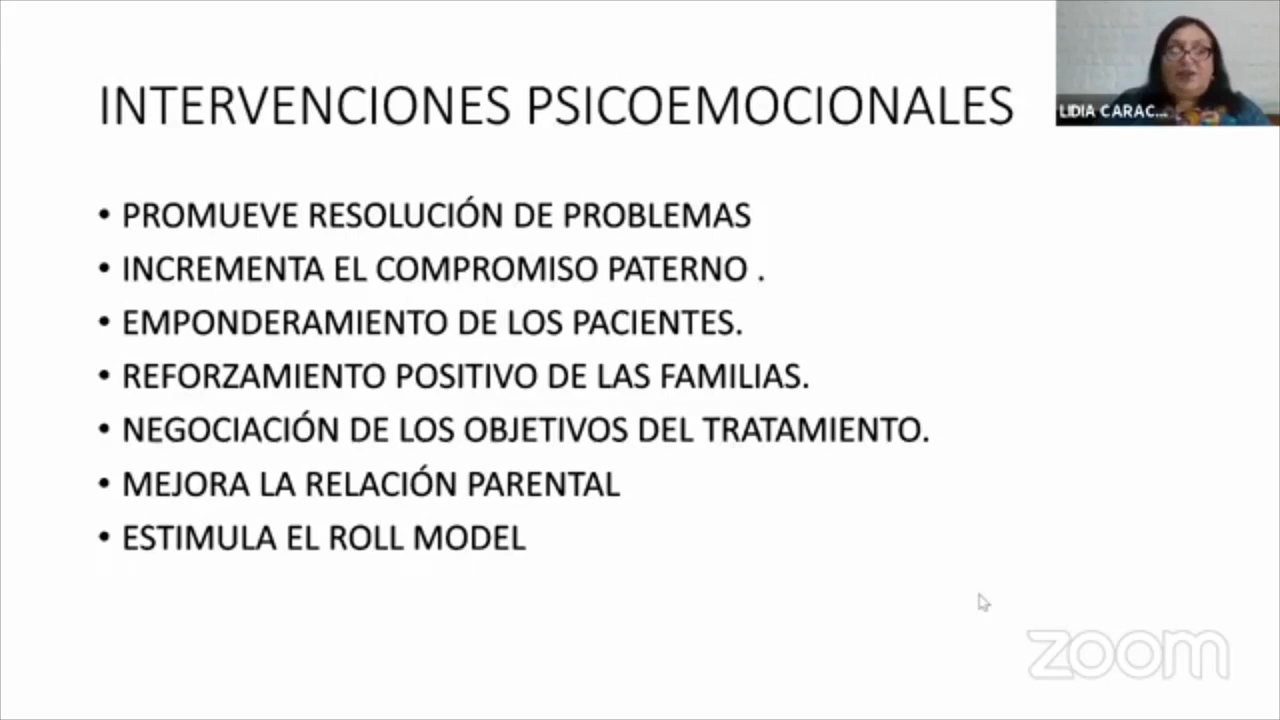 INTERVENCIONES PSICOEMOCIONALES
LIDIA CARAC...
• PROMUEVE RESOLUCIÓN DE PROBLEMAS
• INCREMENTA EL COMPROMISO PATERNO .
• EMPONDERAMIENTO DE LOS PACIENTES.
• REFORZAMIENTO POSITIVO DE LAS FAMILIAS.
• NEGOCIACIÓN DE LOS OBJETIVOS DEL TRATAMIENTO.
• MEJORA LA RELACIÓN PARENTAL
• ESTIMULA EL ROLL MODEL
zoom